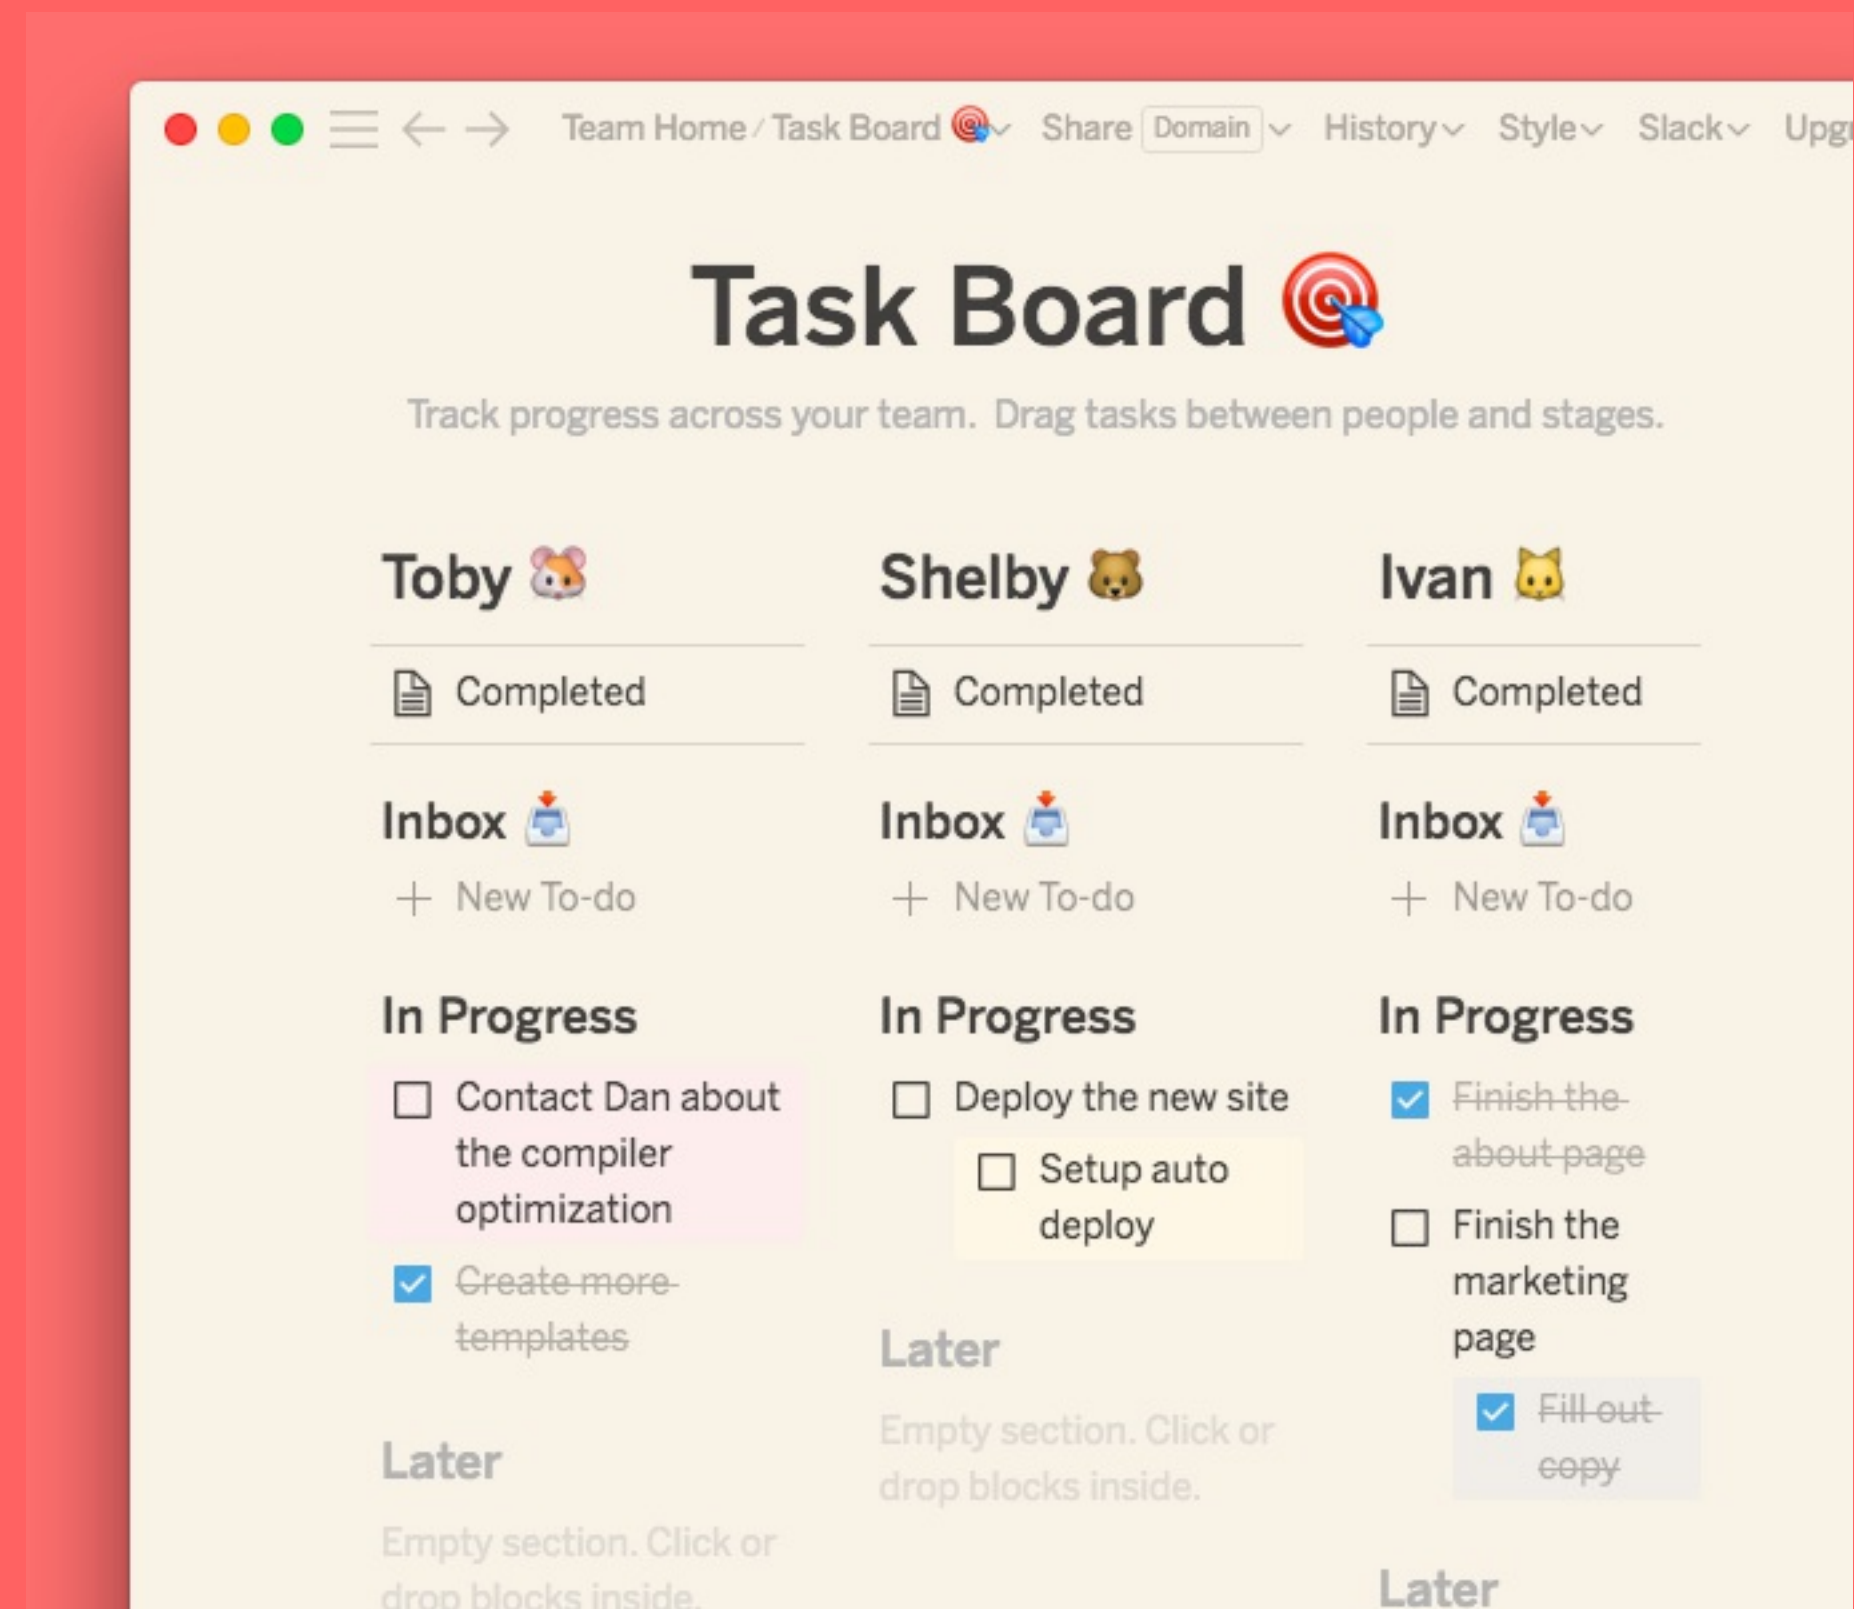 Team Home / Task Board 🎯 Share Domain History Style Slack
Task Board 🎯
Track progress across your team. Drag tasks between people and stages.
Toby 🐹
Completed
Inbox 📥
+ New To-do
In Progress
Contact Dan about
the compiler
optimization
Create more
templates
Later
Empty section. Click or
drop blocks inside.
Shelby 🐻
Completed
Inbox 📥
+ New To-do
In Progress
Deploy the new site
Setup auto
deploy
Later
Empty section. Click or
drop blocks inside.
Ivan 🐱
Completed
Inbox 📥
+ New To-do
In Progress
Finish the
about page
Finish the
marketing
page
Fill out
copy
Later